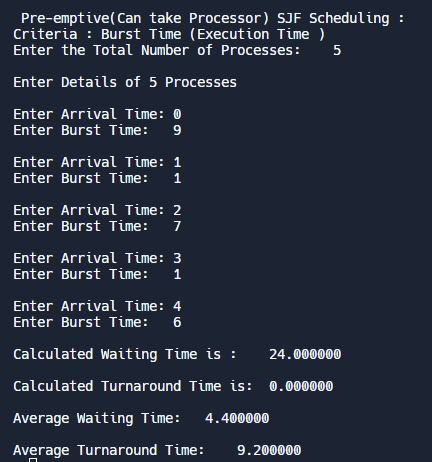 Pre-emptive(Can take Processor) SJF Scheduling :
Criteria : Burst Time (Execution Time )
Enter the Total Number of Processes:    5
Enter Details of 5 Processes
Enter Arrival Time: 0
Enter Burst Time:   9
Enter Arrival Time: 1
Enter Burst Time:   1
Enter Arrival Time: 2
Enter Burst Time:   7
Enter Arrival Time: 3
Enter Burst Time:   1
Enter Arrival Time: 4
Enter Burst Time:   6
Calculated Waiting Time is :    24.000000
Calculated Turnaround Time is:  0.000000
Average Waiting Time:   4.400000
Average Turnaround Time:    9.200000